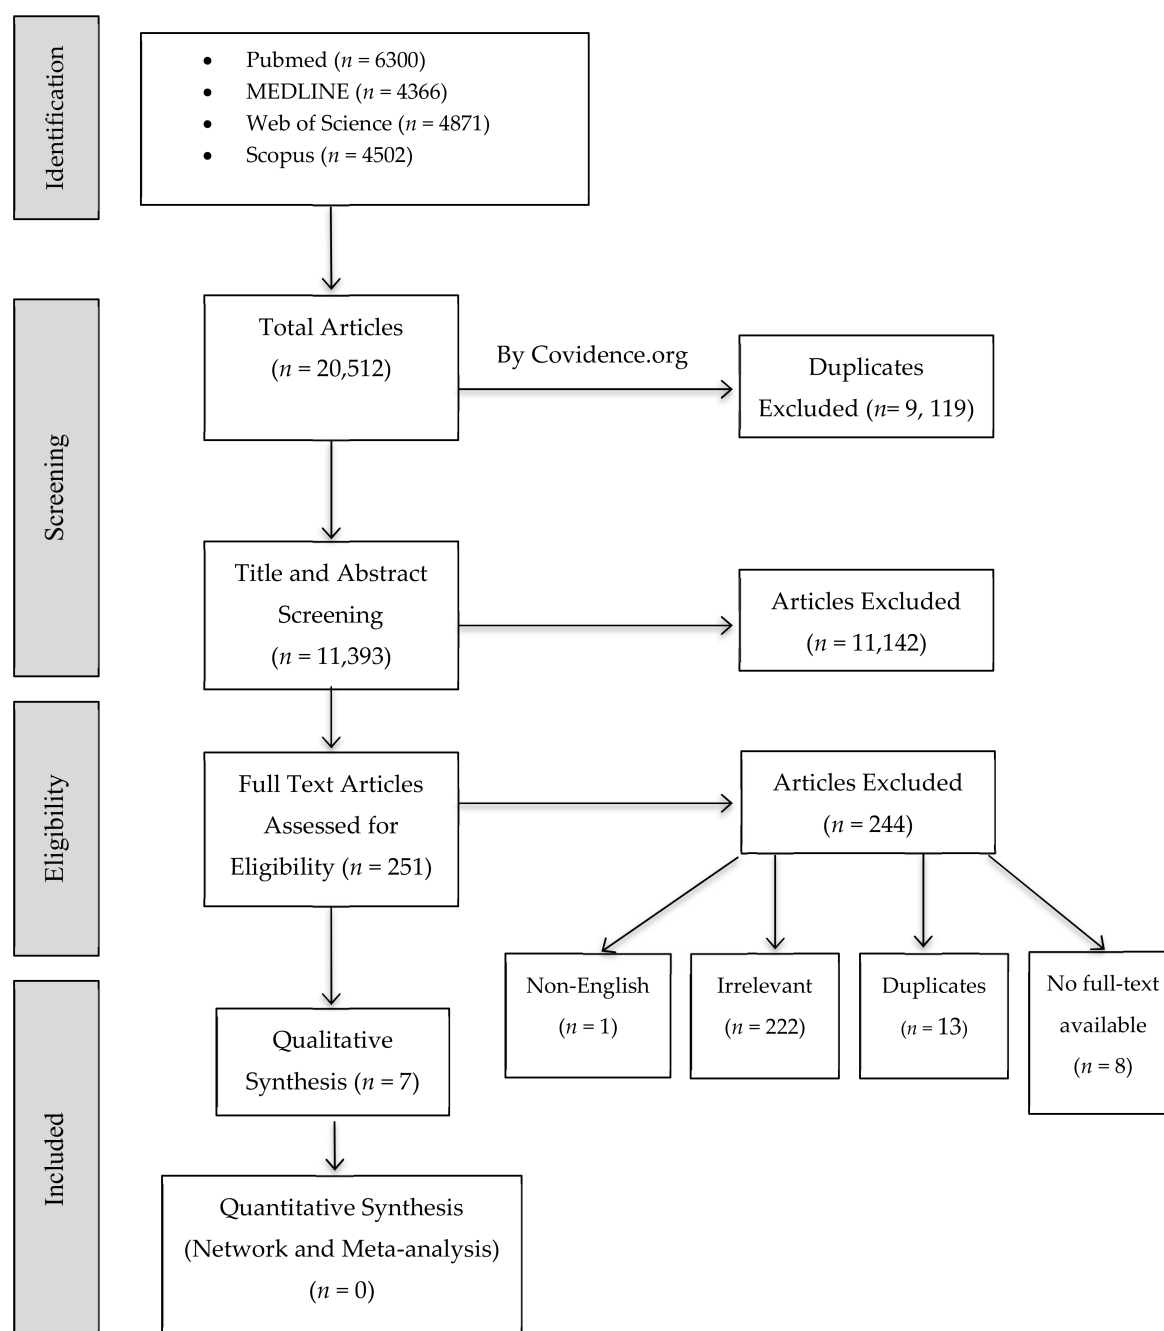 Identification
• Pubmed (n = 6300)
• MEDLINE (n = 4366)
• Web of Science (n = 4871)
• Scopus (n = 4502)
Screening
Total Articles
(n = 20,512)
By Covidence.org
Duplicates
Excluded (n= 9, 119)
Title and Abstract
Screening
(n = 11,393)
Articles Excluded
(n = 11,142)
Eligibility
Full Text Articles
Assessed for
Eligibility (n = 251)
Articles Excluded
(n = 244)
Non-English
(n = 1)
Irrelevant
(n = 222)
Duplicates
(n = 13)
No full-text
available
(n = 8)
Included
Qualitative
Synthesis (n = 7)
Quantitative Synthesis
(Network and Meta-analysis)
(n = 0)